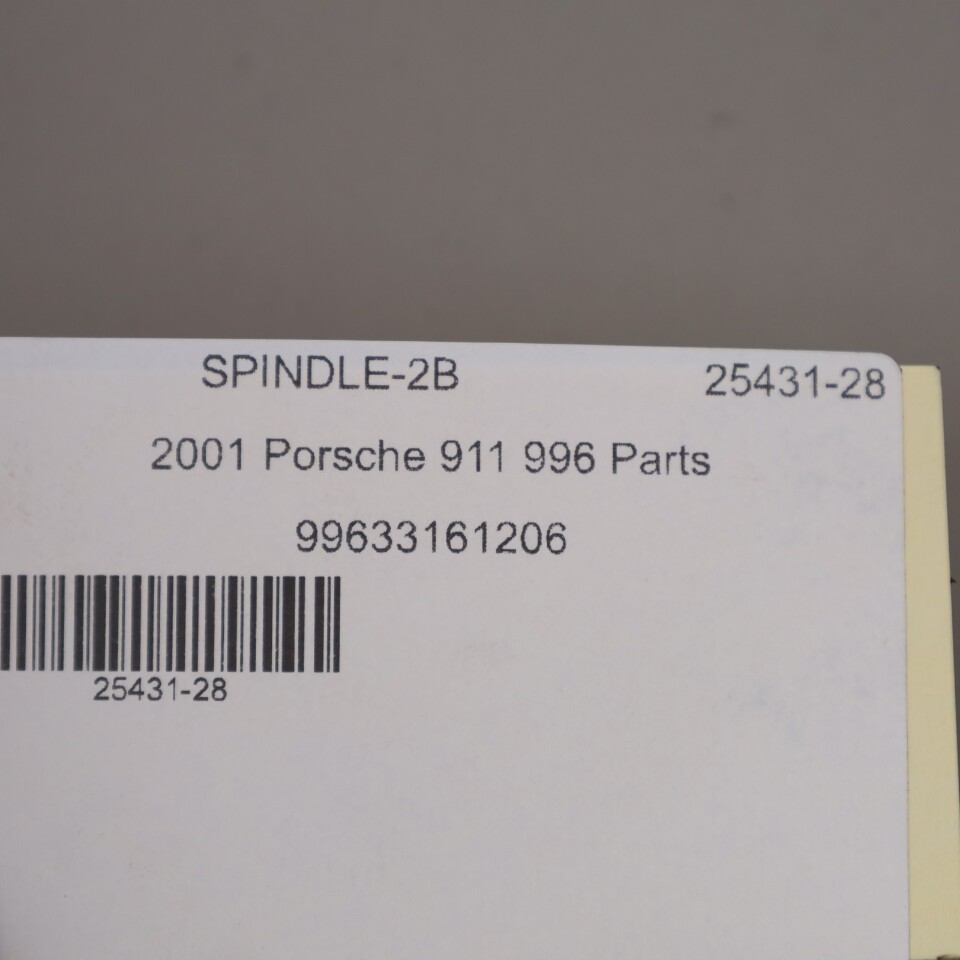 SPINDLE-2B 25431-28
2001 Porsche 911 996 Parts
99633161206
25431-28